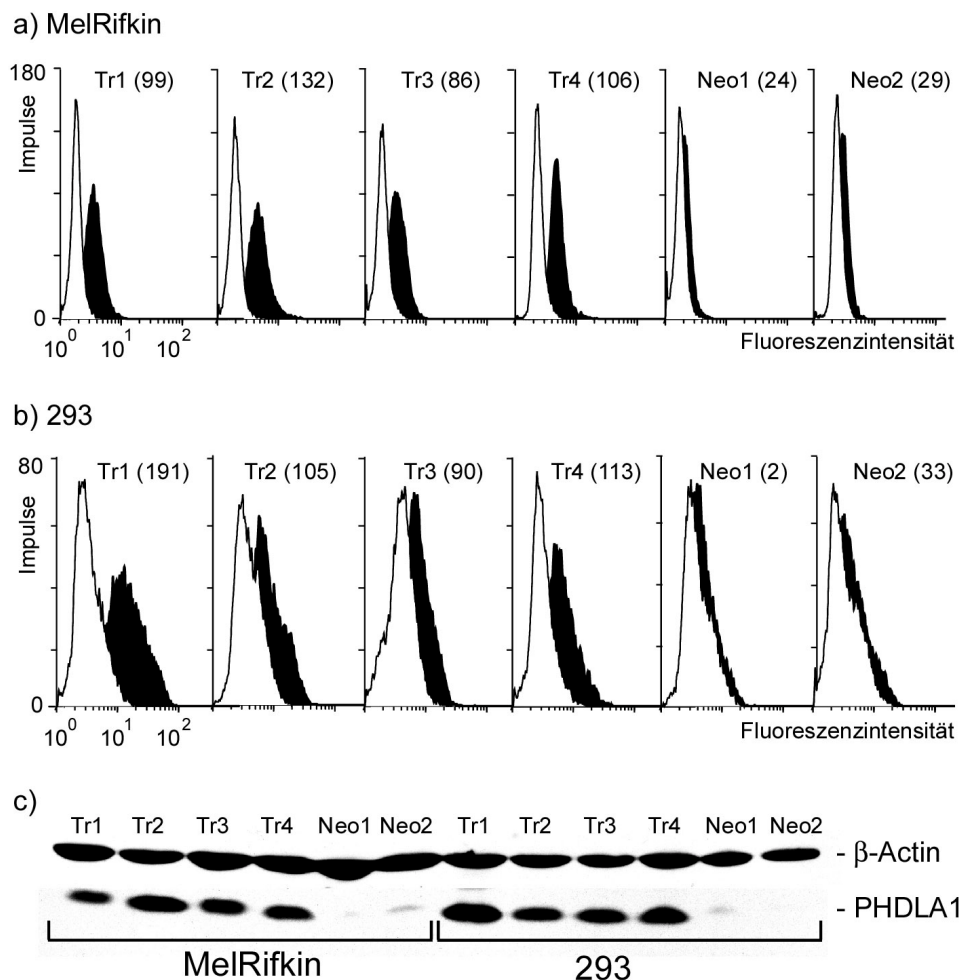 a) MelRifkin
180
Tr1 (99) Tr2 (132) Tr3 (86) Tr4 (106) Neo1 (24) Neo2 (29)
Impulse
0
10⁰ 10¹ 10² Fluoreszenzintensität
b) 293
80
Tr1 (191) Tr2 (105) Tr3 (90) Tr4 (113) Neo1 (2) Neo2 (33)
Impulse
0
10⁰ 10¹ 10² Fluoreszenzintensität
c)
Tr1 Tr2 Tr3 Tr4 Neo1 Neo2 Tr1 Tr2 Tr3 Tr4 Neo1 Neo2
- β-Actin
- PHDLA1
MelRifkin 293